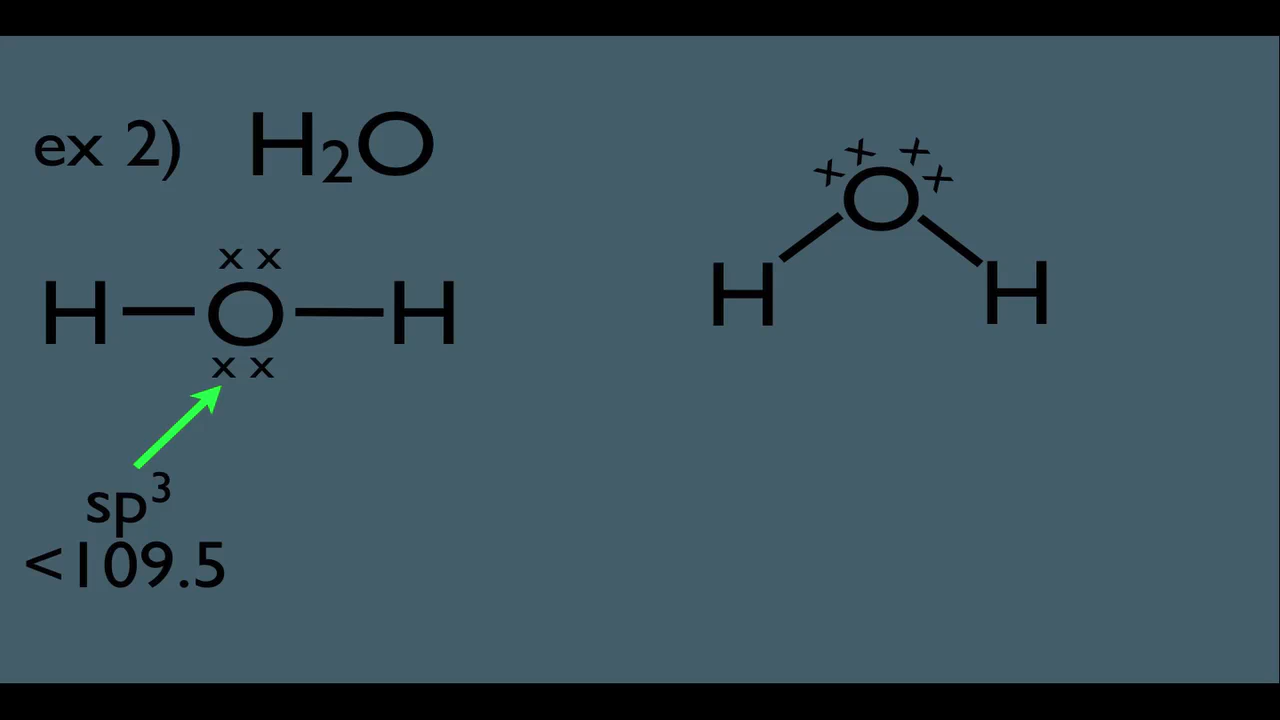 ex 2) H₂O
x x
H — O — H
x x
sp³
<109.5
x x x x
O
H H